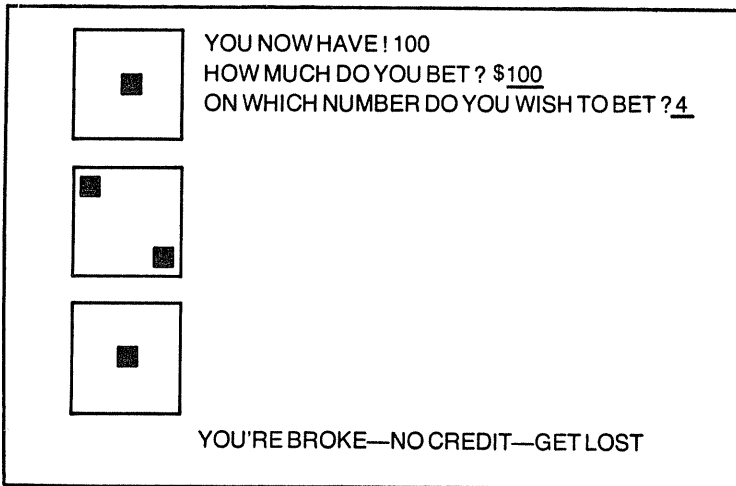 YOU NOW HAVE ! 100
HOW MUCH DO YOU BET ? $100
ON WHICH NUMBER DO YOU WISH TO BET ? 4
YOU'RE BROKE—NO CREDIT—GET LOST